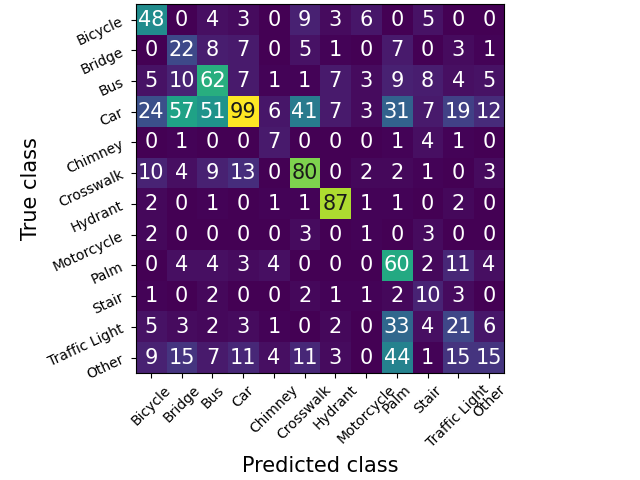 Bicycle 48 0 4 3 0 9 3 6 0 5 0 0
Bridge 0 22 8 7 0 5 1 0 7 0 3 1
Bus 5 10 62 7 1 1 7 3 9 8 4 5
Car 24 57 51 99 6 41 7 3 31 7 19 12
Chimney 0 1 0 0 7 0 0 0 1 4 1 0
Crosswalk 10 4 9 13 0 80 0 2 2 1 0 3
Hydrant 2 0 1 0 1 1 87 1 1 0 2 0
Motorcycle 2 0 0 0 0 3 0 1 0 3 0 0
Palm 0 4 4 3 4 0 0 0 60 2 11 4
Stair 1 0 2 0 0 2 1 1 2 10 3 0
Traffic Light 5 3 2 3 1 0 2 0 33 4 21 6
Other 9 15 7 11 4 11 3 0 44 1 15 15
True class
Bicycle Bridge Bus Car Chimney Crosswalk Hydrant Motorcycle Palm Stair Traffic Light Other
Predicted class